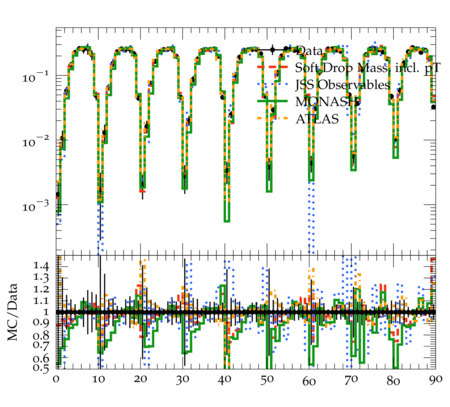 10⁻¹
10⁻²
10⁻³
Data
Soft Drop Mass, incl. pT
JSS Observables
MONASH
ATLAS
MC/Data
1.4
1.3
1.2
1.1
1
0.9
0.8
0.7
0.6
0.5
0 10 20 30 40 50 60 70 80 90